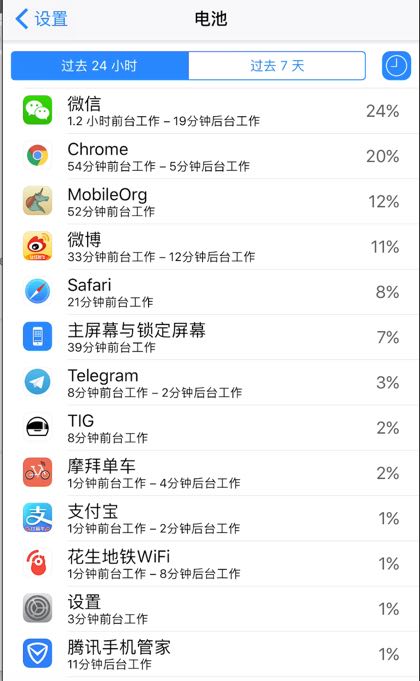 设置
电池
过去 24 小时
过去 7 天
微信
24%
1.2 小时前台工作 – 19分钟后台工作
Chrome
20%
54分钟前台工作 – 5分钟后台工作
MobileOrg
12%
52分钟前台工作
微博
11%
33分钟前台工作 – 12分钟后台工作
Safari
8%
21分钟前台工作
主屏幕与锁定屏幕
7%
39分钟前台工作
Telegram
3%
8分钟前台工作 – 2分钟后台工作
TIG
2%
8分钟前台工作
摩拜单车
2%
1分钟前台工作 – 4分钟后台工作
支付宝
1%
1分钟前台工作 – 2分钟后台工作
花生地铁WiFi
1%
1分钟前台工作 – 8分钟后台工作
设置
1%
3分钟前台工作
腾讯手机管家
1%
11分钟后台工作